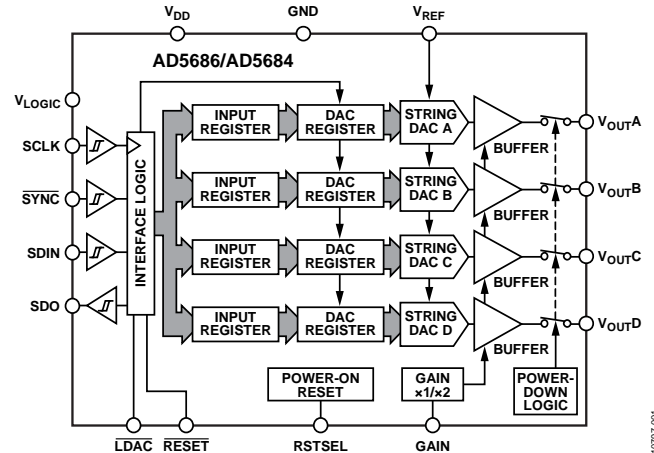 VDD GND VREF
AD5686/AD5684
VLOGIC
SCLK
SYNC
SDIN
SDO
INTERFACE LOGIC
INPUT
REGISTER
DAC
REGISTER
STRING
DAC A
BUFFER
VOUTA
INPUT
REGISTER
DAC
REGISTER
STRING
DAC B
BUFFER
VOUTB
INPUT
REGISTER
DAC
REGISTER
STRING
DAC C
BUFFER
VOUTC
INPUT
REGISTER
DAC
REGISTER
STRING
DAC D
BUFFER
VOUTD
POWER-ON
RESET
GAIN
×1/×2
POWER-
DOWN
LOGIC
LDAC RESET RSTSEL GAIN
10797-001